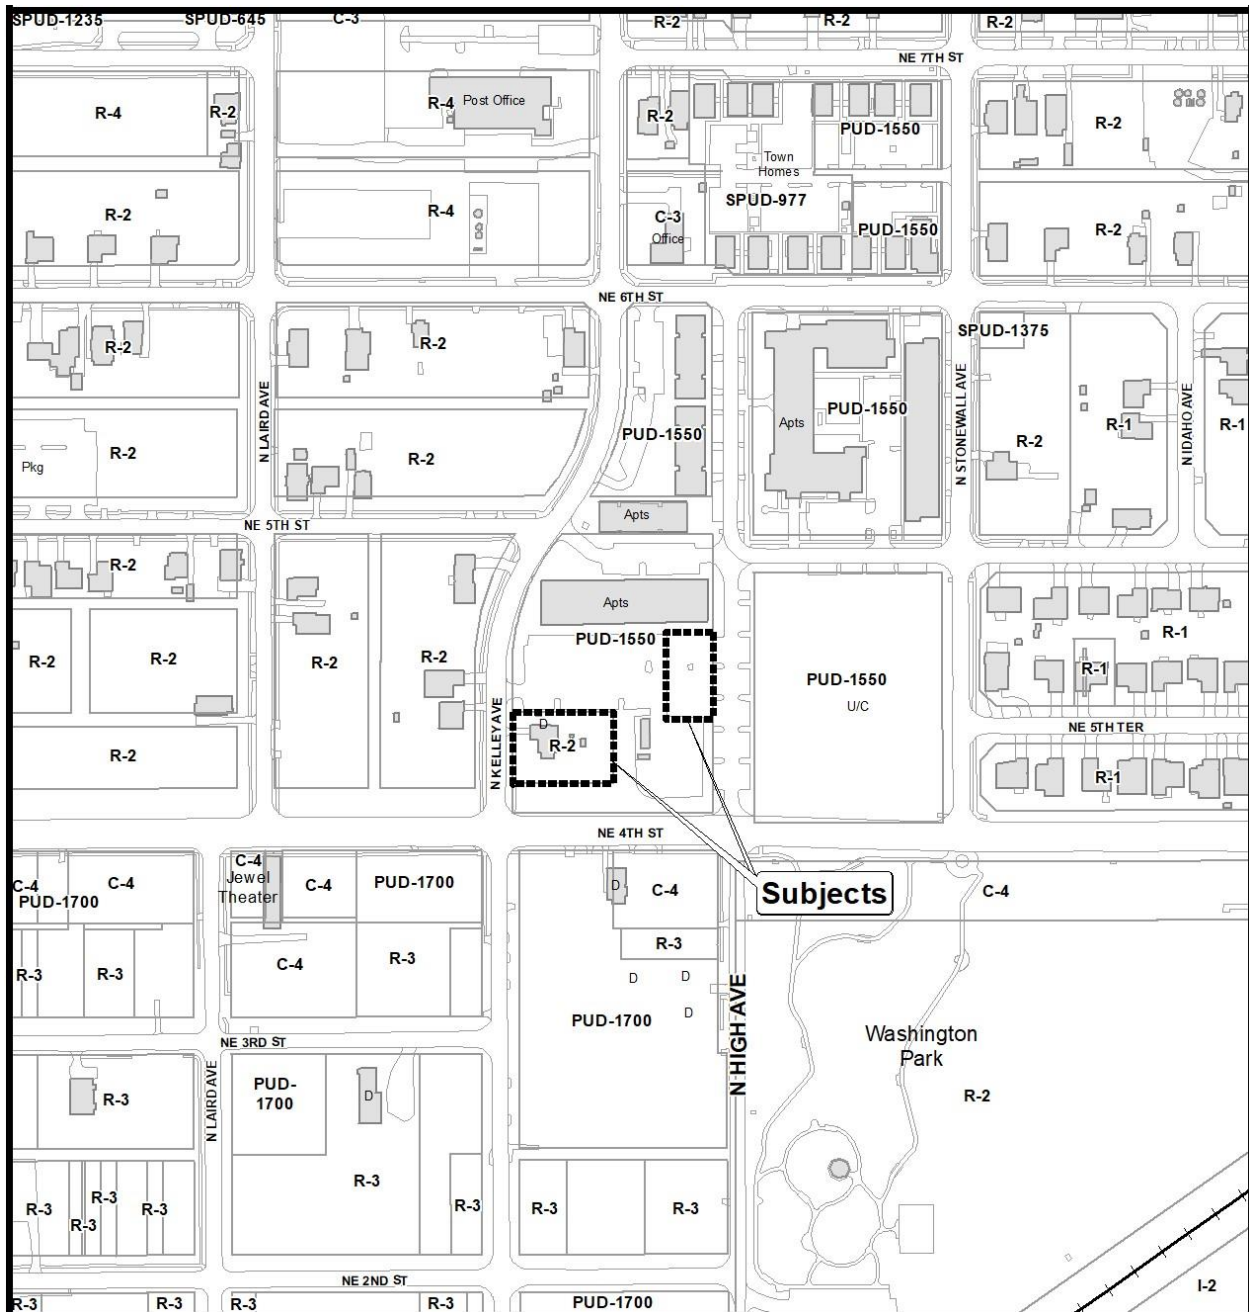 SPUD-1235
SPUD-645
C-3
R-2
R-2
R-2
NE 7TH ST
R-4
R-2
R-4
Post Office
R-2
PUD-1550
R-2
Town
Homes
R-2
R-4
SPUD-977
C-3
Office
PUD-1550
R-2
NE 6TH ST
R-2
R-2
SPUD-1375
N LAIRD AVE
PUD-1550
Apts
PUD-1550
N STONEWALL AVE
R-2
R-1
N IDAHO AVE
R-1
Pkg
R-2
R-2
Apts
NE 5TH ST
R-2
Apts
PUD-1550
R-1
R-2
R-2
R-2
R-2
R-1
PUD-1550
U/C
N KELLEY AVE
D
R-2
R-2
NE 5TH TER
R-1
NE 4TH ST
C-4
PUD-1700
C-4
C-4
Jewel
Theater
C-4
PUD-1700
D
C-4
Subjects
C-4
R-3
R-3
C-4
R-3
R-3
D
D
D
PUD-1700
N HIGH AVE
Washington
Park
R-2
NE 3RD ST
N LAIRD AVE
R-3
PUD-
1700
D
R-3
R-3
R-3
R-3
R-3
R-3
R-3
R-3
NE 2ND ST
I-2
R-3
R-3
R-3
R-3
PUD-1700